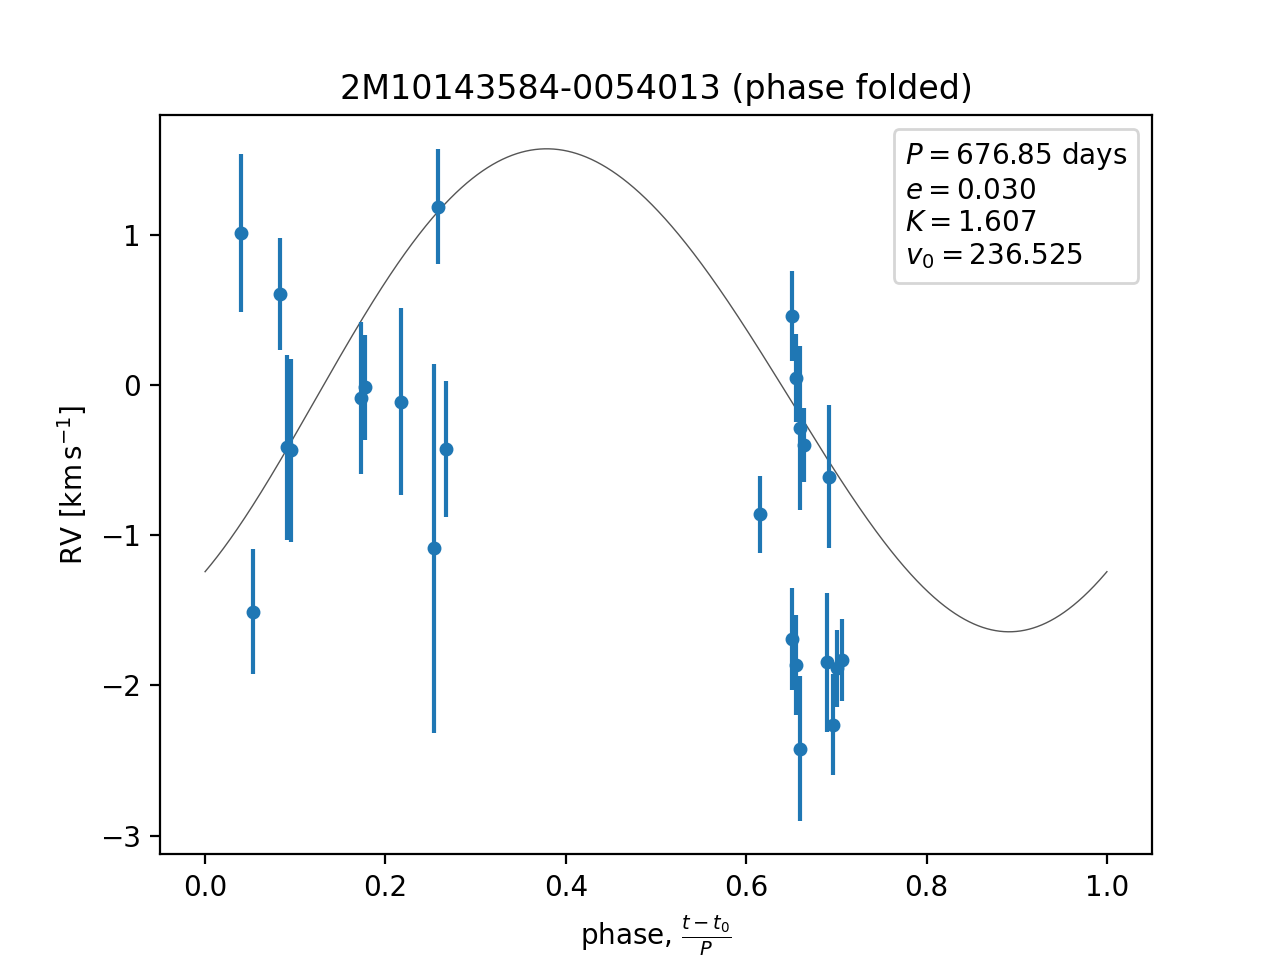 2M10143584-0054013 (phase folded)
P = 676.85 days
e = 0.030
K = 1.607
v₀ = 236.525
1
0
−1
−2
−3
RV [km s⁻¹]
0.0 0.2 0.4 0.6 0.8 1.0
phase, (t − t₀)/P